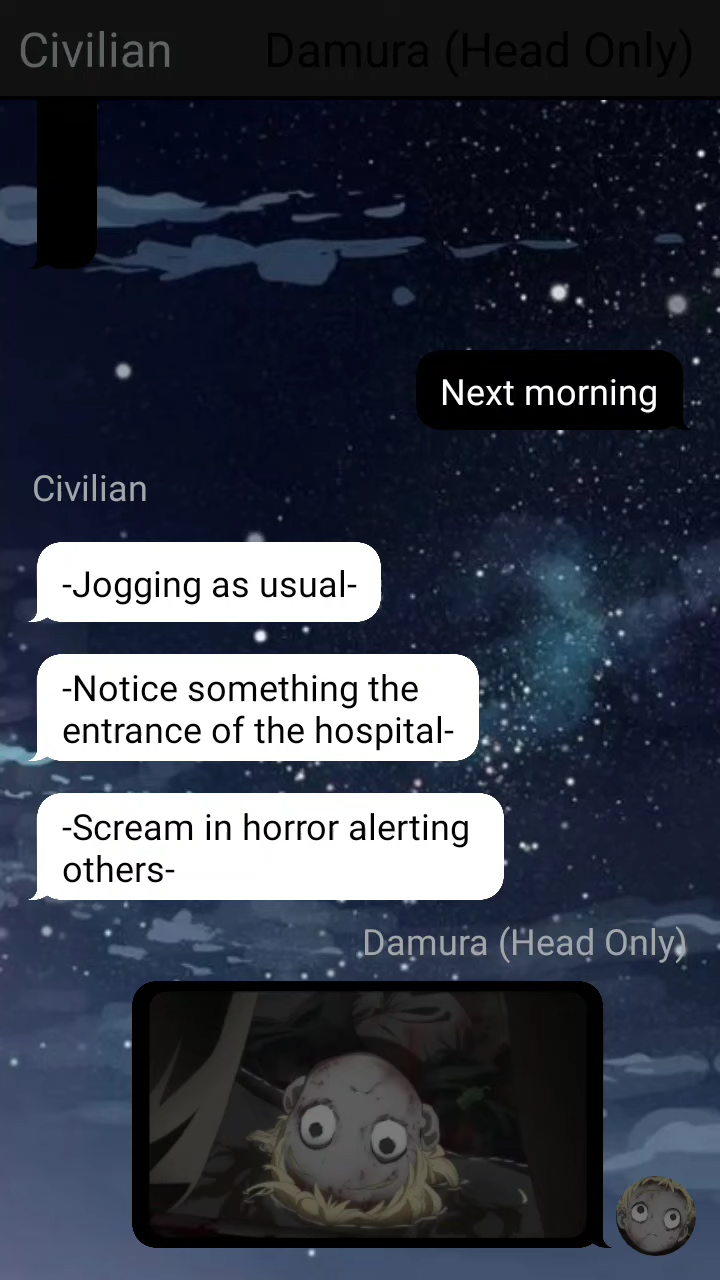 Civilian
Damura (Head Only)
Next morning
Civilian
-Jogging as usual-
-Notice something the
entrance of the hospital-
-Scream in horror alerting
others-
Damura (Head Only)